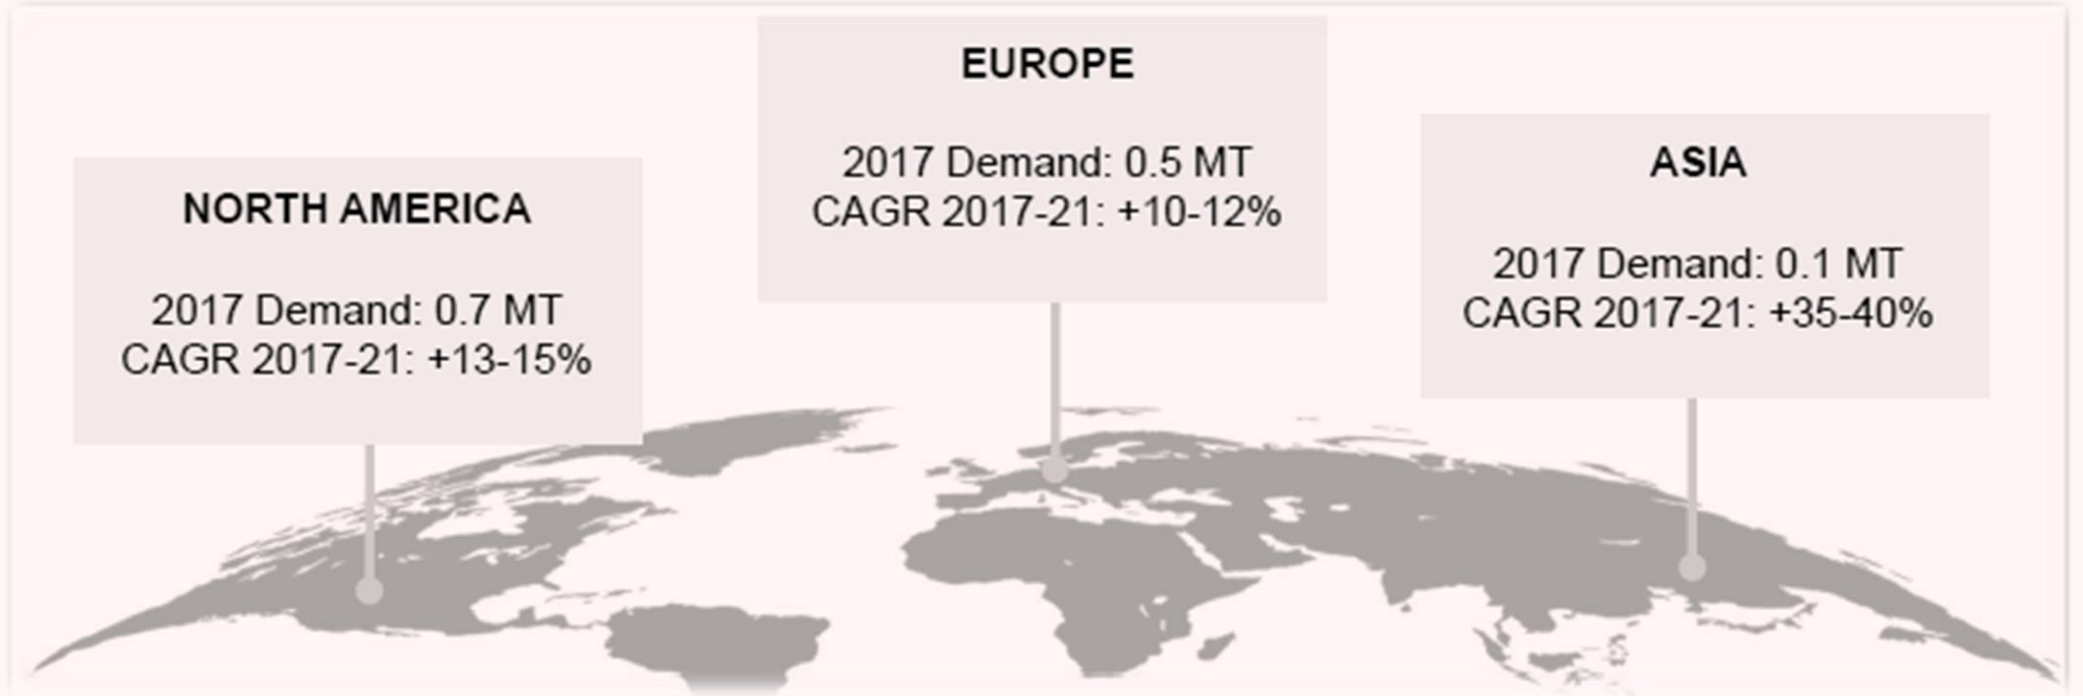 NORTH AMERICA
2017 Demand: 0.7 MT
CAGR 2017-21: +13-15%
EUROPE
2017 Demand: 0.5 MT
CAGR 2017-21: +10-12%
ASIA
2017 Demand: 0.1 MT
CAGR 2017-21: +35-40%